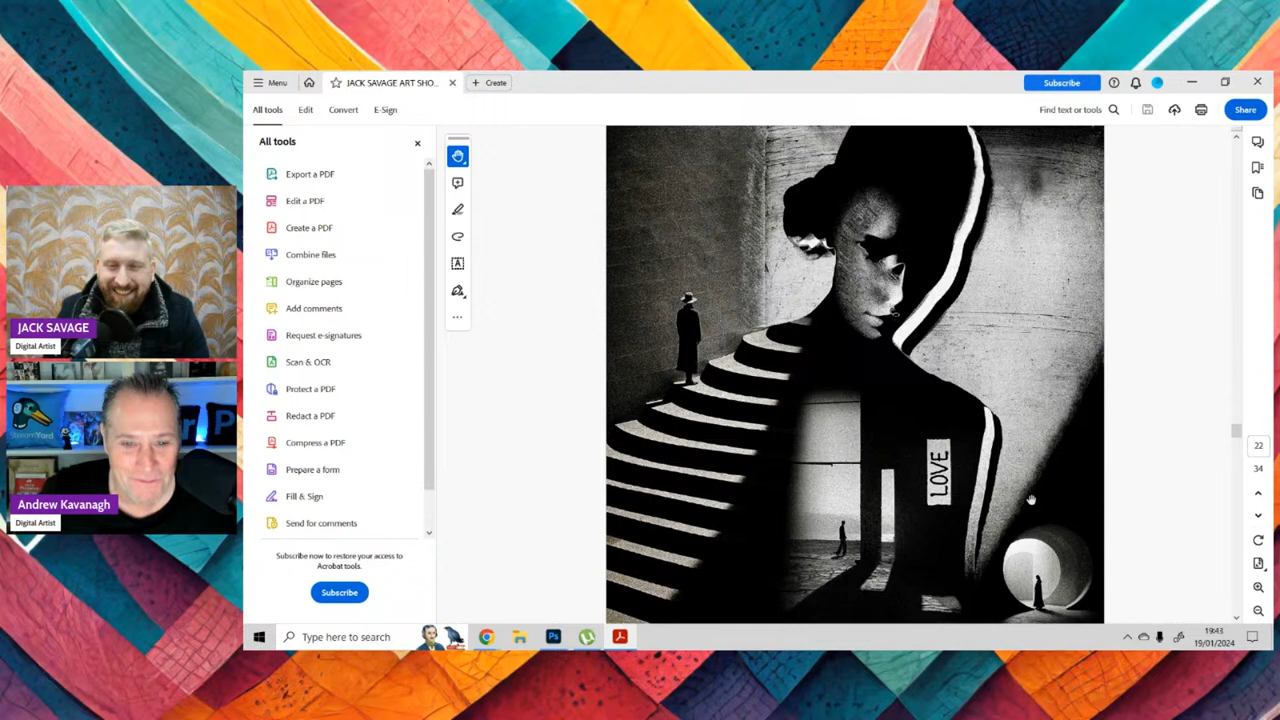 Menu
JACK SAVAGE ART SHO...
Create
Subscribe
All tools
Edit
Convert
E-Sign
Find text or tools
Share
All tools
Export a PDF
Edit a PDF
Create a PDF
Combine files
Organize pages
Add comments
Request e-signatures
Scan & OCR
Protect a PDF
Redact a PDF
Compress a PDF
Prepare a form
Fill & Sign
Send for comments
Subscribe now to restore your access to
Acrobat tools.
Subscribe
LOVE
22
34
JACK SAVAGE
Digital Artist
StreamYard
Andrew Kavanagh
Digital Artist
Type here to search
Ps
19:43
19/01/2024